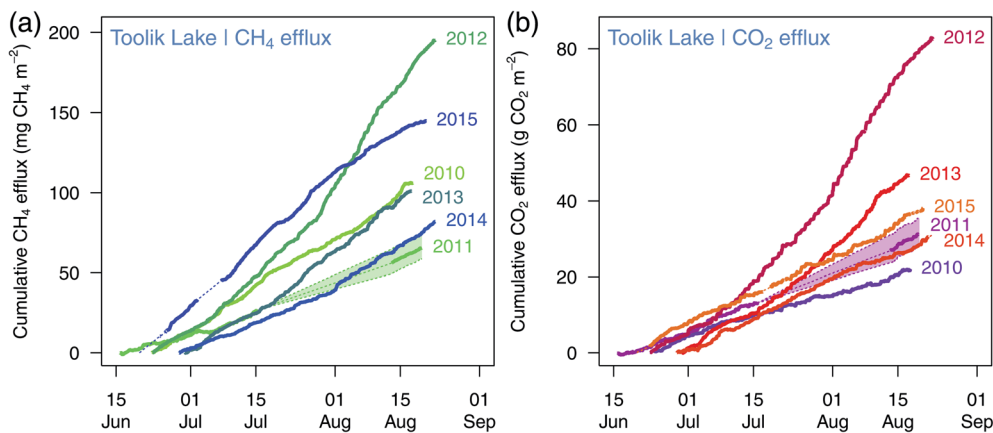 (a)
Toolik Lake | CH₄ efflux
Cumulative CH₄ efflux (mg CH₄ m⁻²)
200
150
100
50
0
2012
2015
2010
2013
2014
2011
15 Jun
01 Jul
15 Jul
01 Aug
15 Aug
01 Sep
(b)
Toolik Lake | CO₂ efflux
Cumulative CO₂ efflux (g CO₂ m⁻²)
80
60
40
20
0
2012
2013
2015
2011
2014
2010
15 Jun
01 Jul
15 Jul
01 Aug
15 Aug
01 Sep